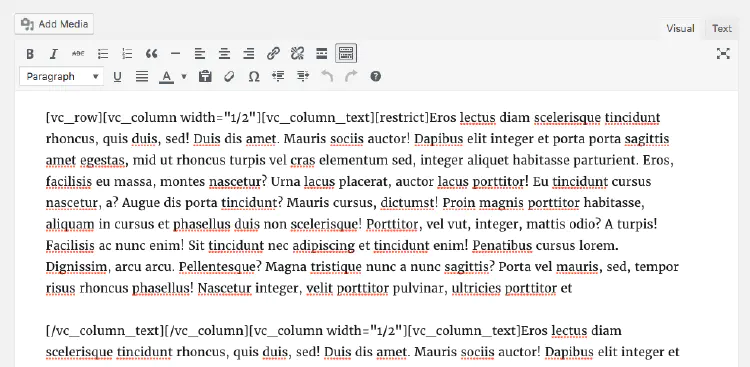 Add Media
Visual Text
B I ABC
Paragraph U A Ω
[vc_row][vc_column width="1/2"][vc_column_text][restrict]Eros lectus diam scelerisque tincidunt
rhoncus, quis duis, sed! Duis dis amet. Mauris sociis auctor! Dapibus elit integer et porta porta sagittis
amet egestas, mid ut rhoncus turpis vel cras elementum sed, integer aliquet habitasse parturient. Eros,
facilisis eu massa, montes nascetur? Urna lacus placerat, auctor lacus porttitor! Eu tincidunt cursus
nascetur, a? Augue dis porta tincidunt? Mauris cursus, dictumst! Proin magnis porttitor habitasse,
aliquam in cursus et phasellus duis non scelerisque! Porttitor, vel vut, integer, mattis odio? A turpis!
Facilisis ac nunc enim! Sit tincidunt nec adipiscing et tincidunt enim! Penatibus cursus lorem.
Dignissim, arcu arcu. Pellentesque? Magna tristique nunc a nunc sagittis? Porta vel mauris, sed, tempor
risus rhoncus phasellus! Nascetur integer, velit porttitor pulvinar, ultricies porttitor et
[/vc_column_text][/vc_column][vc_column width="1/2"][vc_column_text]Eros lectus diam
scelerisque tincidunt rhoncus, quis duis, sed! Duis dis amet. Mauris sociis auctor! Dapibus elit integer et